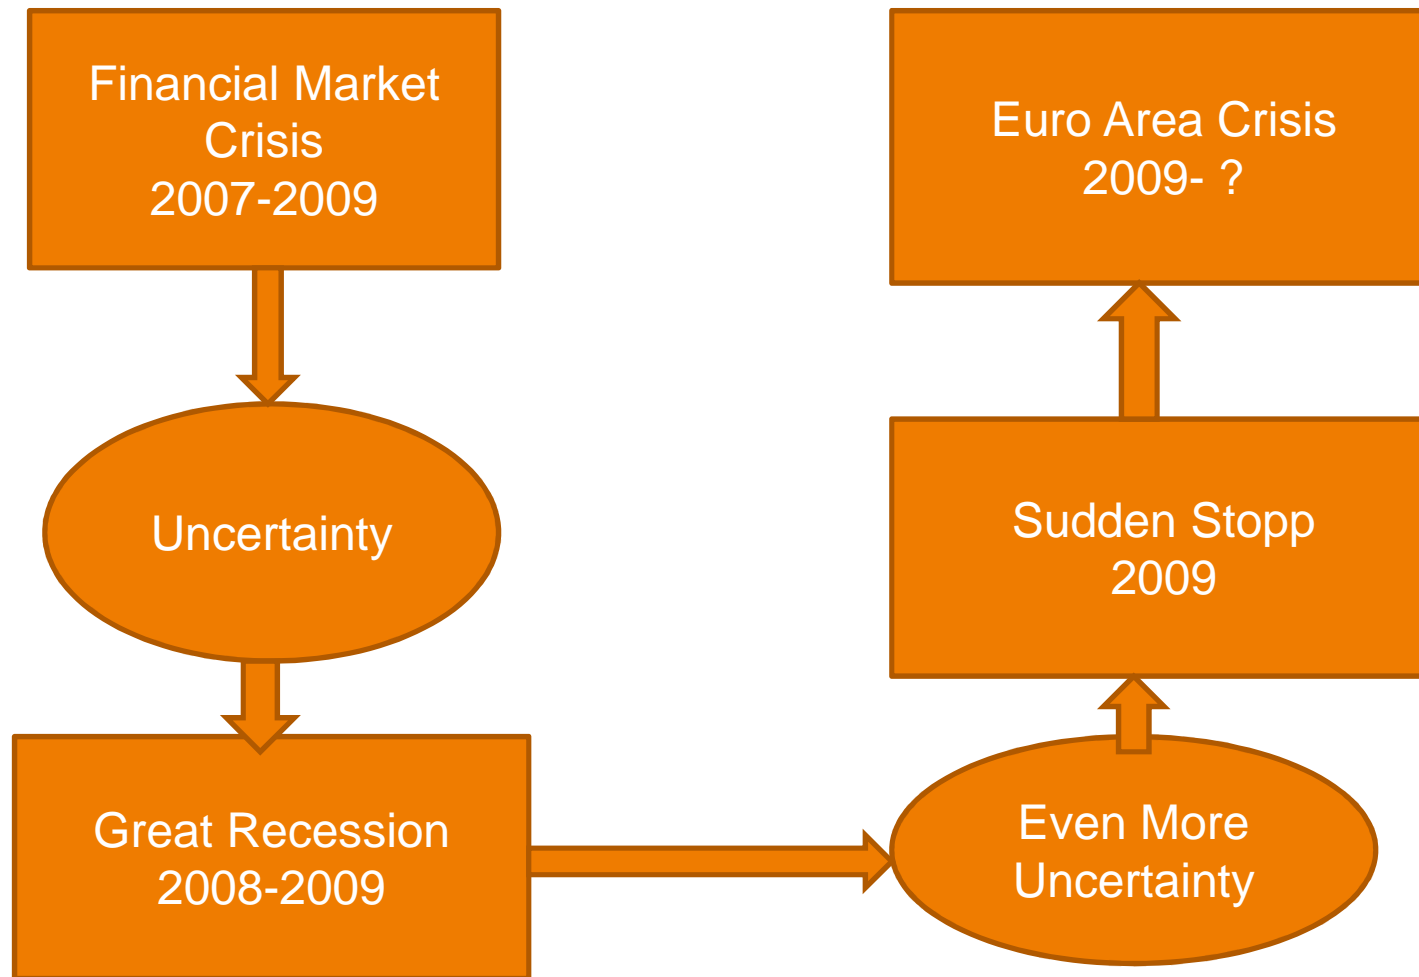 Financial Market
Crisis
2007-2009
Uncertainty
Great Recession
2008-2009
Even More
Uncertainty
Sudden Stopp
2009
Euro Area Crisis
2009- ?